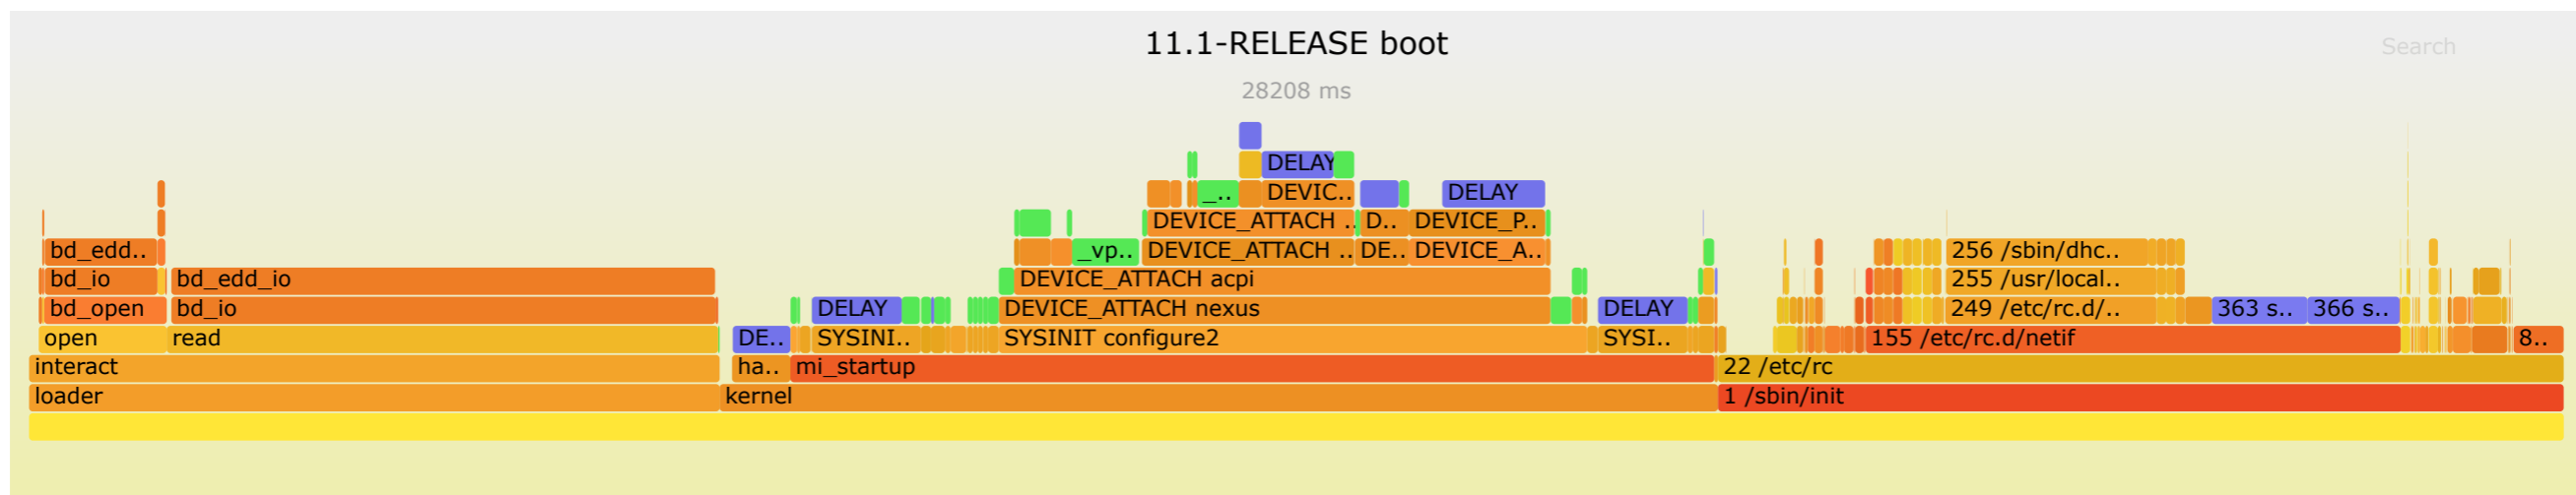 11.1-RELEASE boot
Search
28208 ms
DELAY
_.. DEVIC.. DELAY
DEVICE_ATTACH .. D.. DEVICE_P..
bd_edd.. _vp.. DEVICE_ATTACH .. DE.. DEVICE_A.. 256 /sbin/dhc..
bd_io bd_edd_io DEVICE_ATTACH acpi 255 /usr/local..
bd_open bd_io DELAY DEVICE_ATTACH nexus DELAY 249 /etc/rc.d/.. 363 s.. 366 s..
open read DE.. SYSINI.. SYSINIT configure2 SYSI.. 155 /etc/rc.d/netif 8..
interact ha.. mi_startup 22 /etc/rc
loader kernel 1 /sbin/init